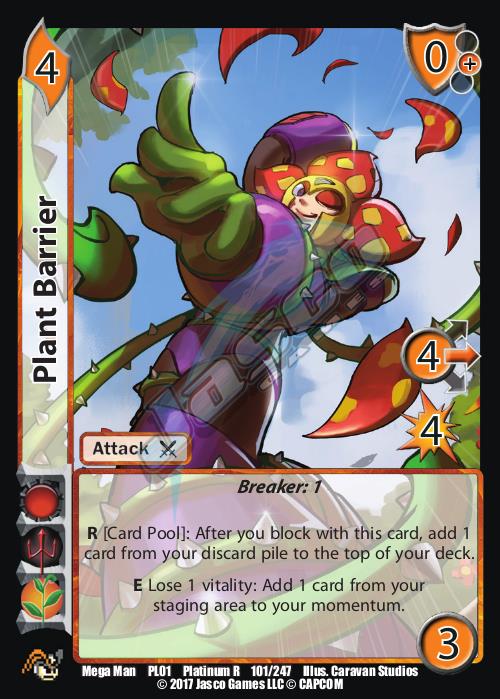 4
0
+
Plant Barrier
4
4
Attack
Breaker: 1
R [Card Pool]: After you block with this card, add 1
card from your discard pile to the top of your deck.
E Lose 1 vitality: Add 1 card from your
staging area to your momentum.
3
Mega Man PL01 Platinum R 101/247 Illus. Caravan Studios
© 2017 Jasco Games LLC © CAPCOM